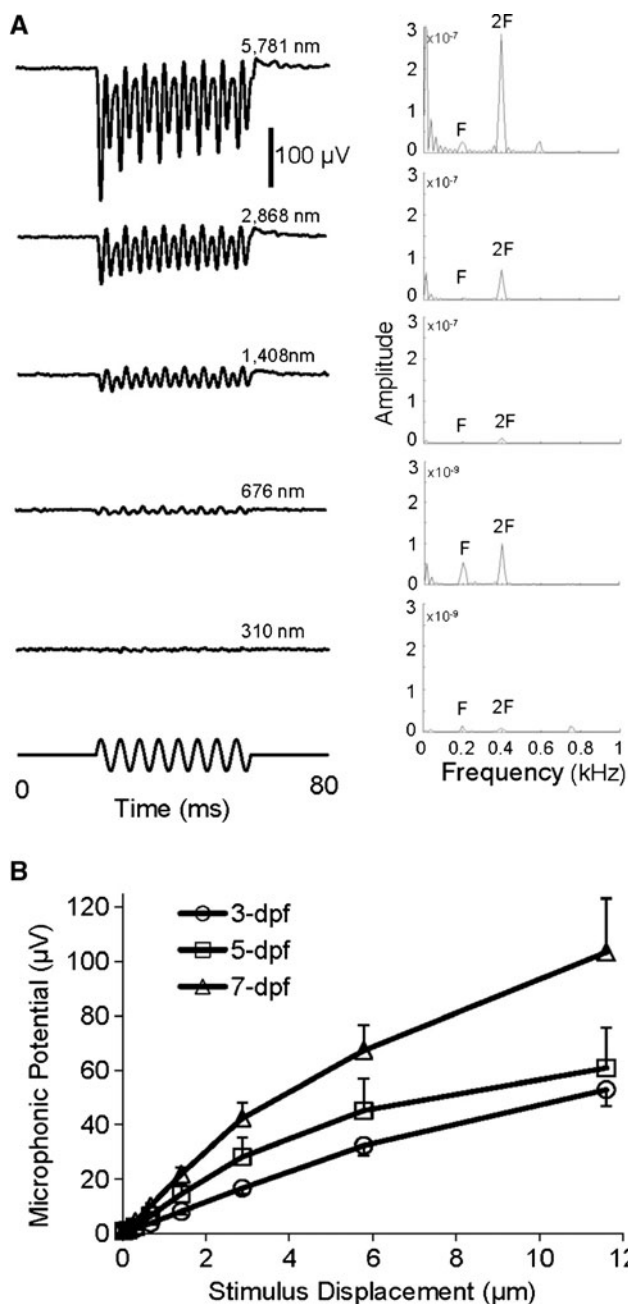 A
5,781 nm
100 µV
2,868 nm
1,408nm
676 nm
310 nm
0
80
Time (ms)
3
2
1
0
x10-7
F
2F
3
2
1
0
x10-7
F
2F
3
2
1
0
x10-7
F
2F
Amplitude
3
2
1
0
x10-9
F
2F
3
2
1
0
x10-9
F
2F
0 0.2 0.4 0.6 0.8 1
Frequency (kHz)
B
3-dpf
5-dpf
7-dpf
Microphonic Potential (µV)
120
100
80
60
40
20
0
0 2 4 6 8 10 12
Stimulus Displacement (µm)